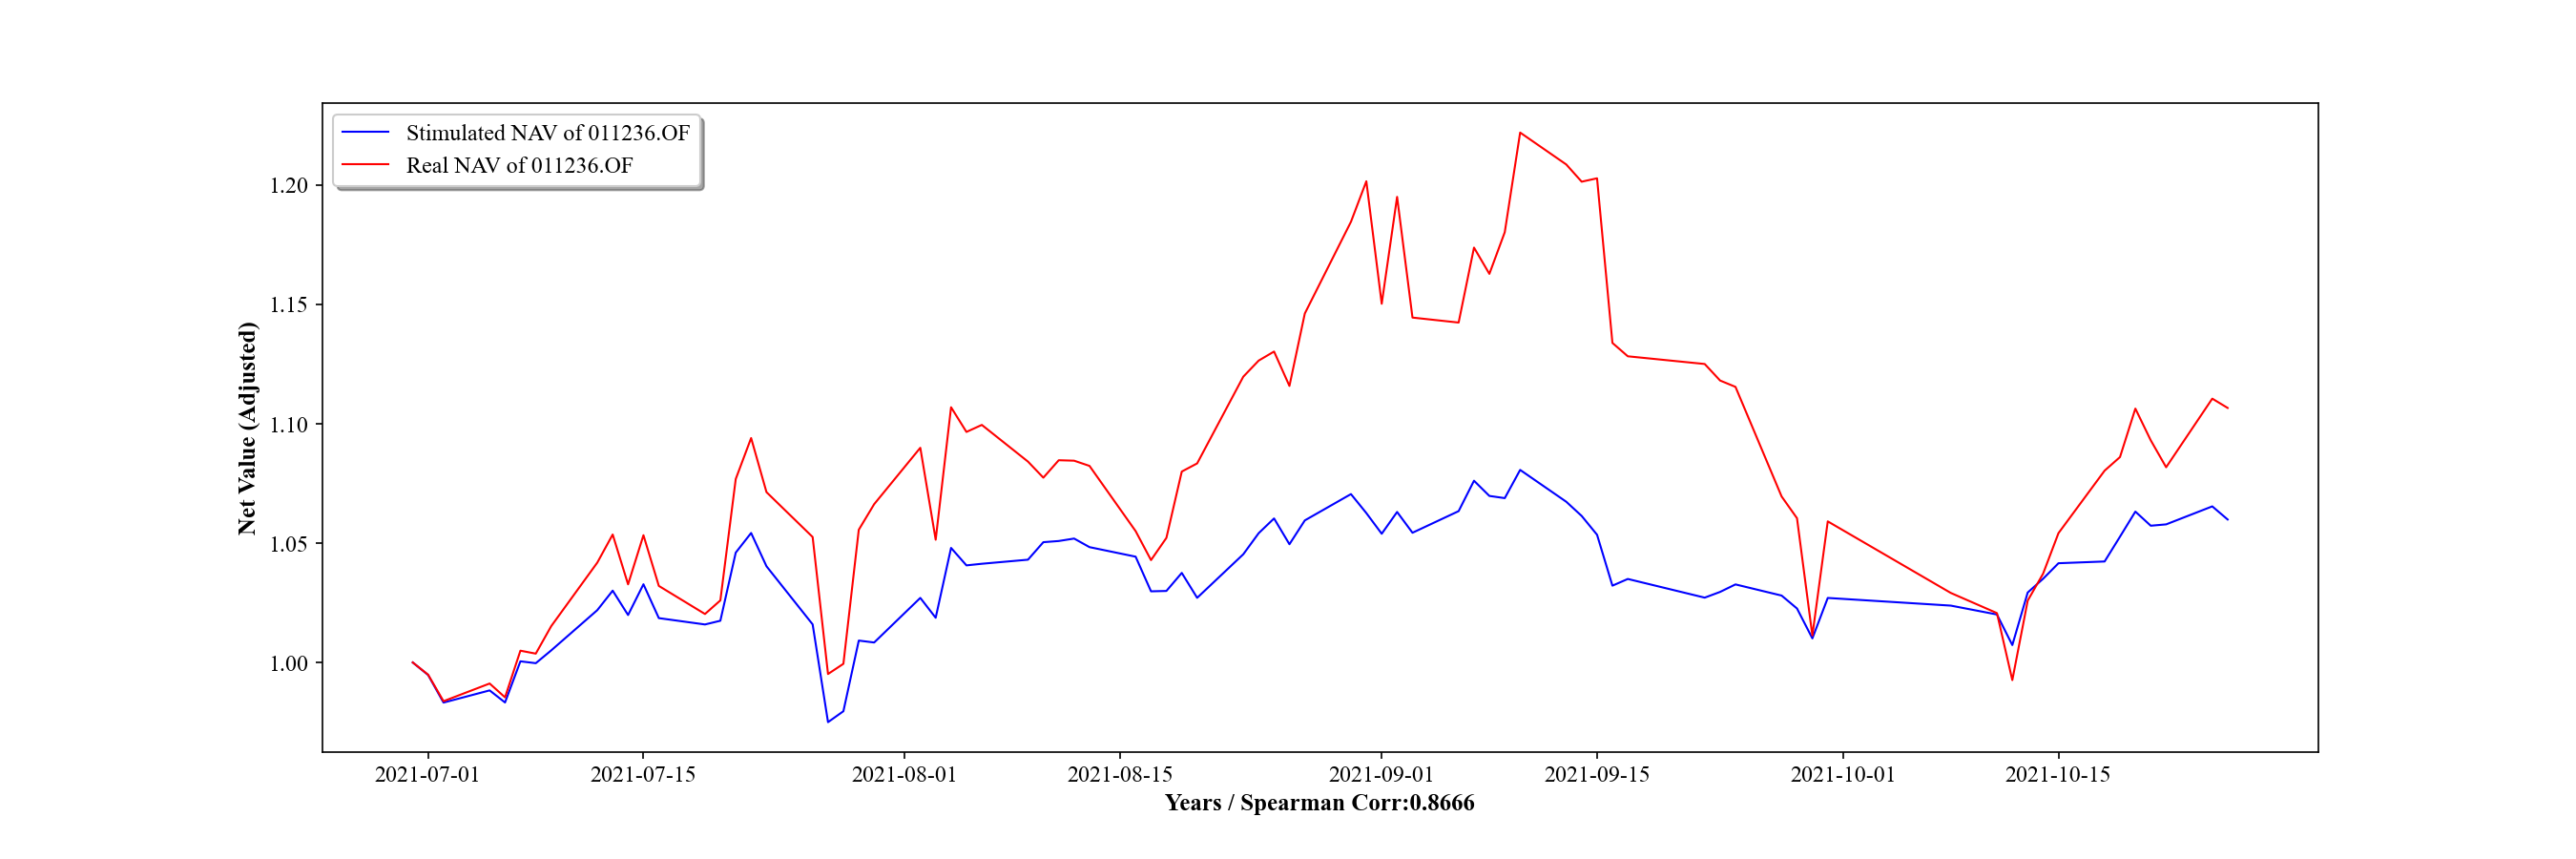 Stimulated NAV of 011236.OF
Real NAV of 011236.OF
Net Value (Adjusted)
1.20
1.15
1.10
1.05
1.00
2021-07-01 2021-07-15 2021-08-01 2021-08-15 2021-09-01 2021-09-15 2021-10-01 2021-10-15
Years / Spearman Corr:0.8666